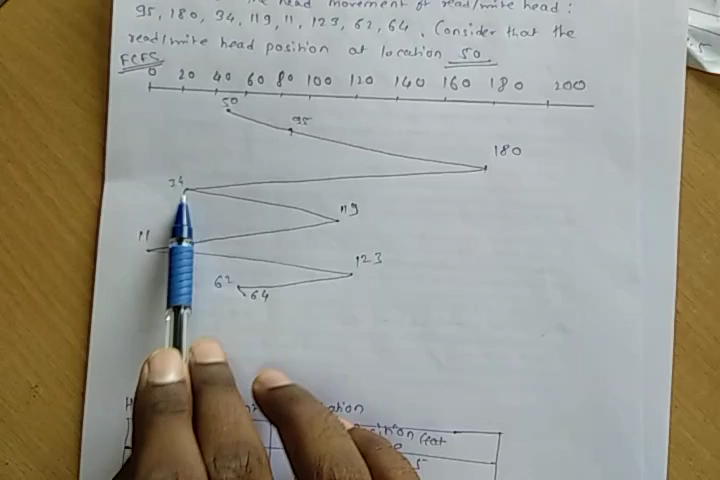 the head movement of read/write head :
95, 180, 34, 119, 11, 123, 62, 64. Consider that the
read/write head position at location 50.
FCFS
0 20 40 60 80 100 120 140 160 180 200
50
95
180
34
119
11
123
62
64